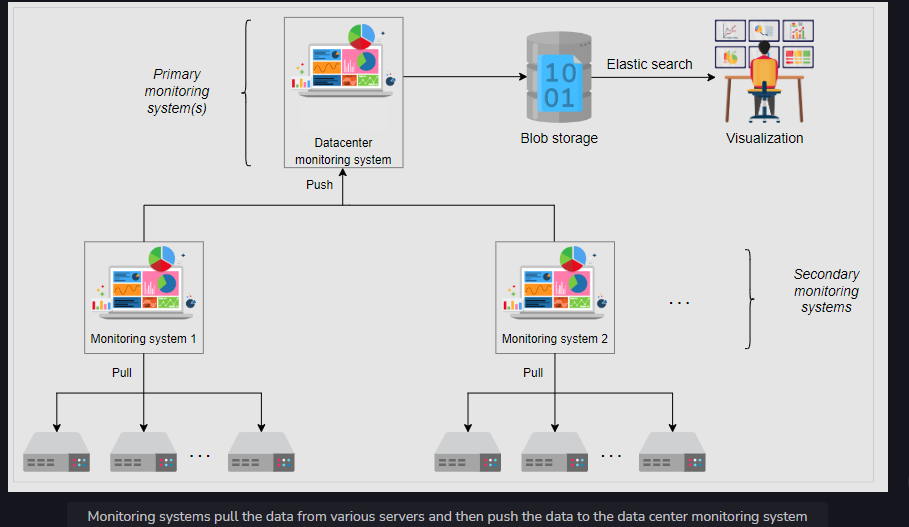 Primary
monitoring
system(s)
Datacenter
monitoring system
10
01
Blob storage
Elastic search
Visualization
Push
Monitoring system 1
Monitoring system 2
. . .
Secondary
monitoring
systems
Pull
Pull
. . .
. . .
Monitoring systems pull the data from various servers and then push the data to the data center monitoring system